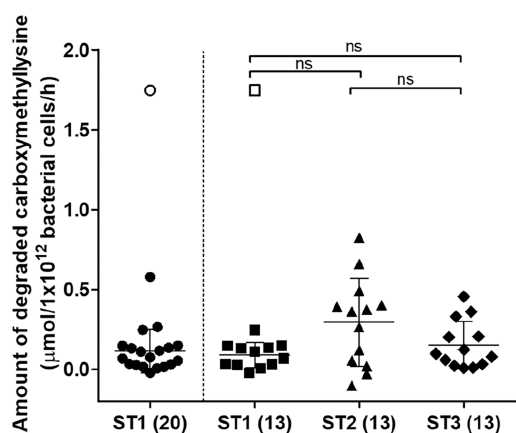 Amount of degraded carboxymethyllysine
(μmol/1x10¹² bacterial cells/h)
2.0
1.5
1.0
0.5
0.0
ns
ns
ns
ST1 (20)
ST1 (13)
ST2 (13)
ST3 (13)